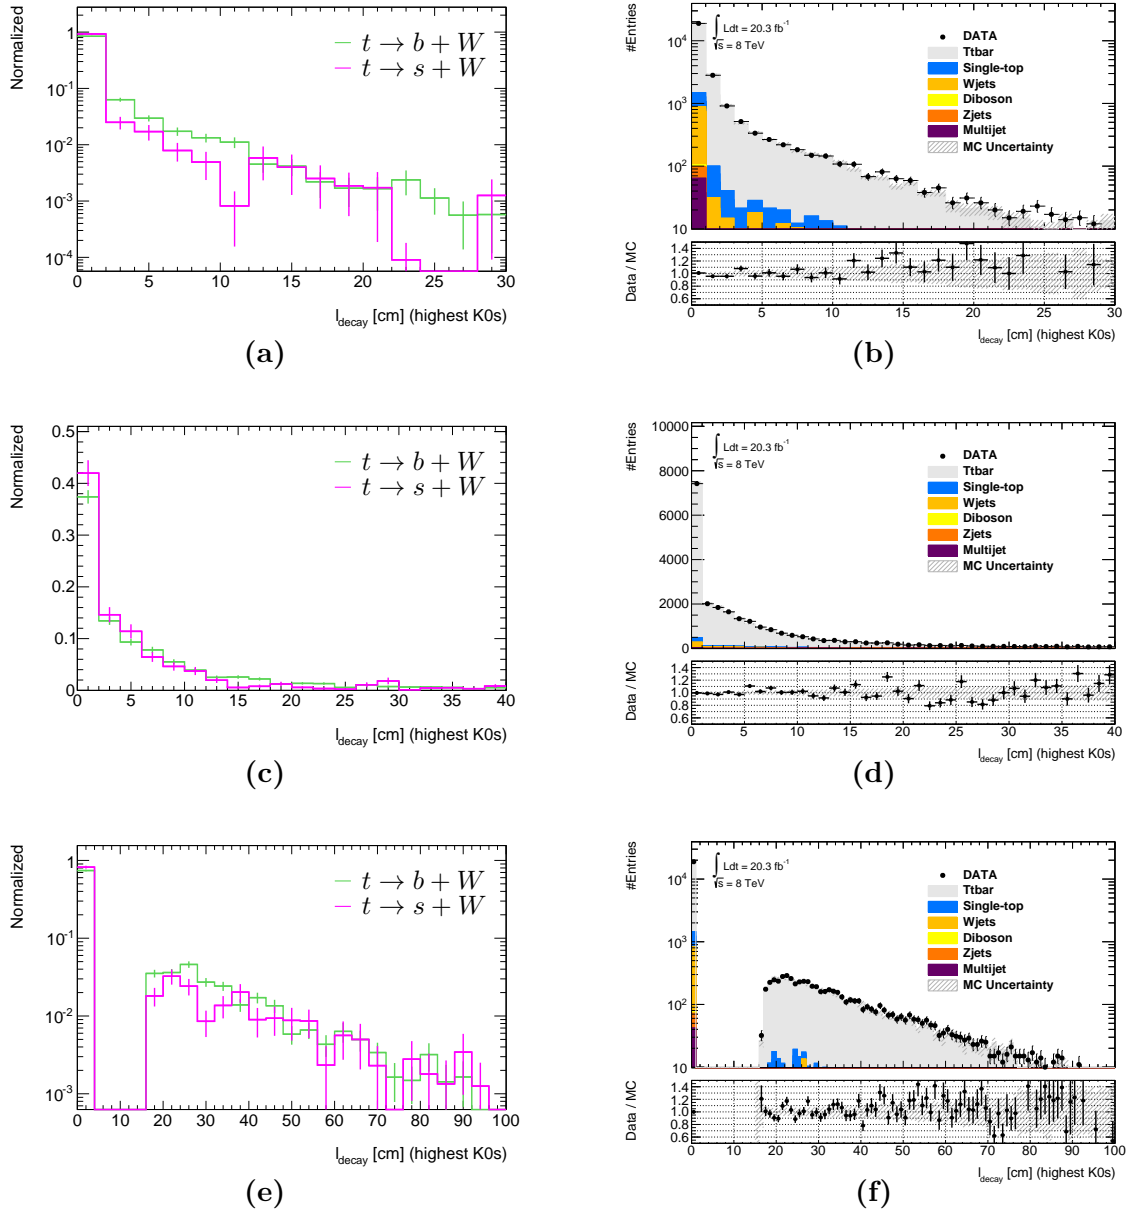 Normalized
1
10^-1
10^-2
10^-3
10^-4
t → b + W
t → s + W
0 5 10 15 20 25 30
l_decay [cm] (highest K0s)
(a)
#Entries
10^4
10^3
10^2
10
∫ Ldt = 20.3 fb^-1
√s = 8 TeV
DATA
Ttbar
Single-top
Wjets
Diboson
Zjets
Multijet
MC Uncertainty
Data / MC
1.4
1.2
1.0
0.8
0.6
0 5 10 15 20 25 30
l_decay [cm] (highest K0s)
(b)
Normalized
0.5
0.4
0.3
0.2
0.1
0
t → b + W
t → s + W
0 5 10 15 20 25 30 35 40
l_decay [cm] (highest K0s)
(c)
#Entries
10000
8000
6000
4000
2000
0
∫ Ldt = 20.3 fb^-1
√s = 8 TeV
DATA
Ttbar
Single-top
Wjets
Diboson
Zjets
Multijet
MC Uncertainty
Data / MC
1.4
1.2
1.0
0.8
0.6
0 5 10 15 20 25 30 35 40
l_decay [cm] (highest K0s)
(d)
Normalized
1
10^-1
10^-2
10^-3
t → b + W
t → s + W
0 10 20 30 40 50 60 70 80 90 100
l_decay [cm] (highest K0s)
(e)
#Entries
10^4
10^3
10^2
10
∫ Ldt = 20.3 fb^-1
√s = 8 TeV
DATA
Ttbar
Single-top
Wjets
Diboson
Zjets
Multijet
MC Uncertainty
Data / MC
1.4
1.2
1.0
0.8
0.6
0 10 20 30 40 50 60 70 80 90 100
l_decay [cm] (highest K0s)
(f)